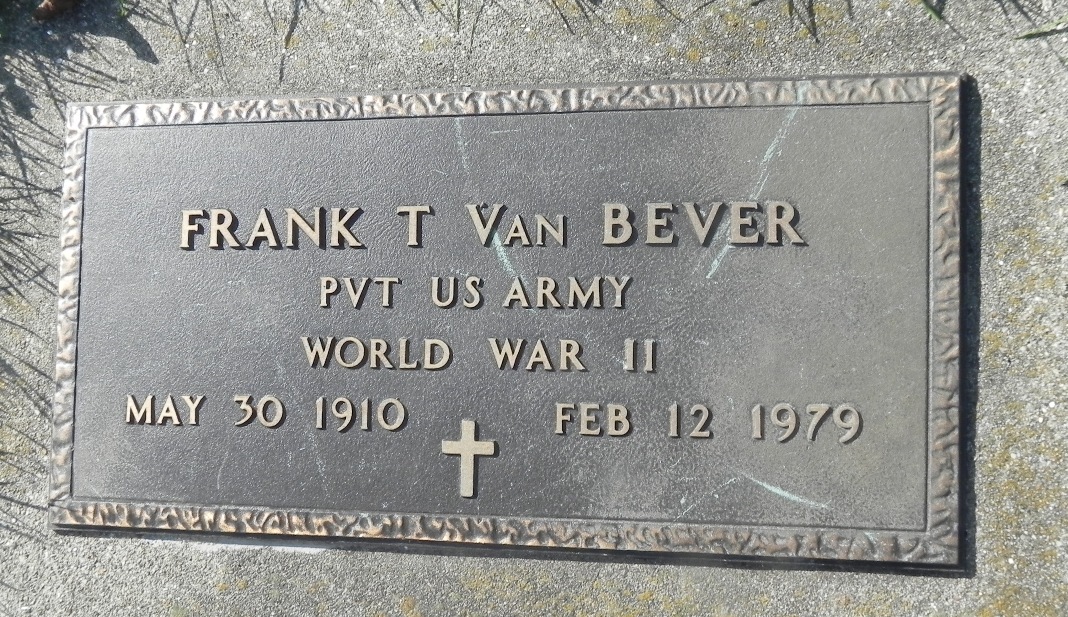 FRANK T VAN BEVER
PVT US ARMY
WORLD WAR II
MAY 30 1910 FEB 12 1979